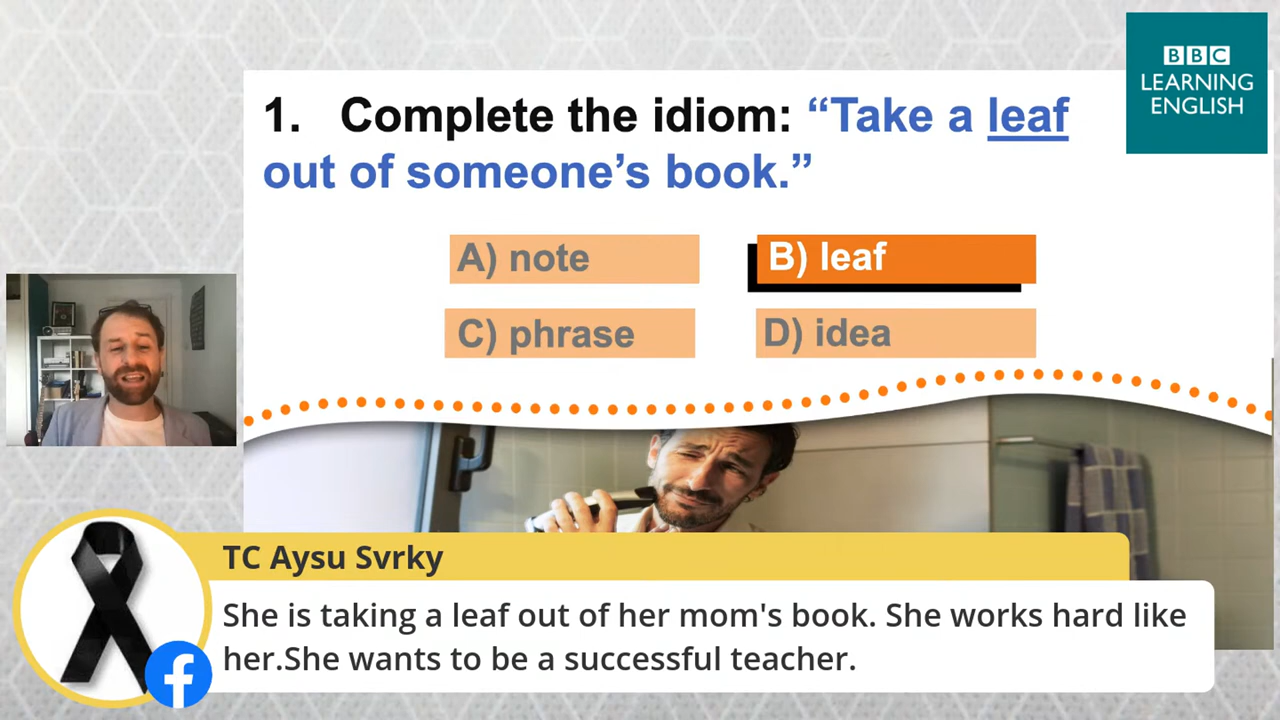 BBC
LEARNING
ENGLISH
1. Complete the idiom: “Take a leaf
out of someone’s book.”
A) note
B) leaf
C) phrase
D) idea
TC Aysu Svrky
She is taking a leaf out of her mom's book. She works hard like
her.She wants to be a successful teacher.